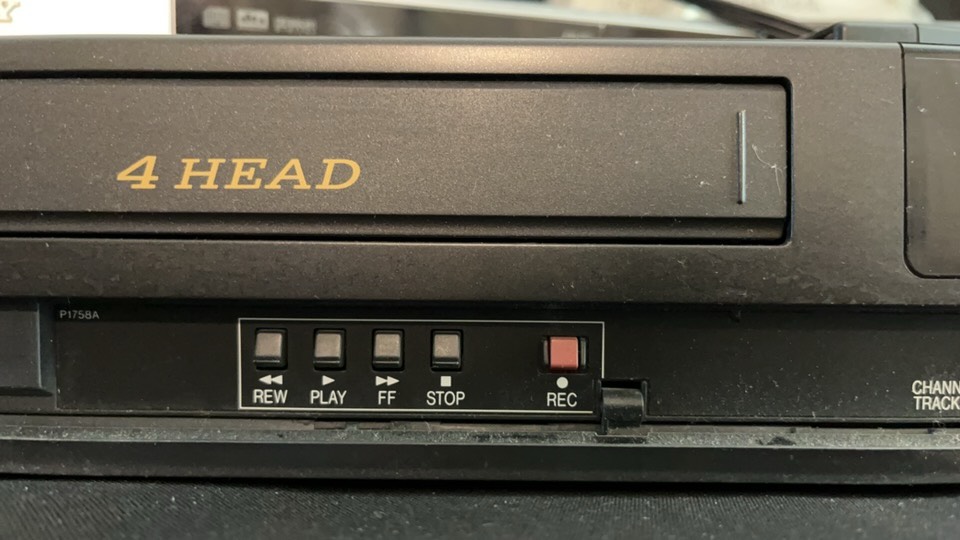 4 HEAD
P1758A
REW PLAY FF STOP REC
CHANN
TRACK